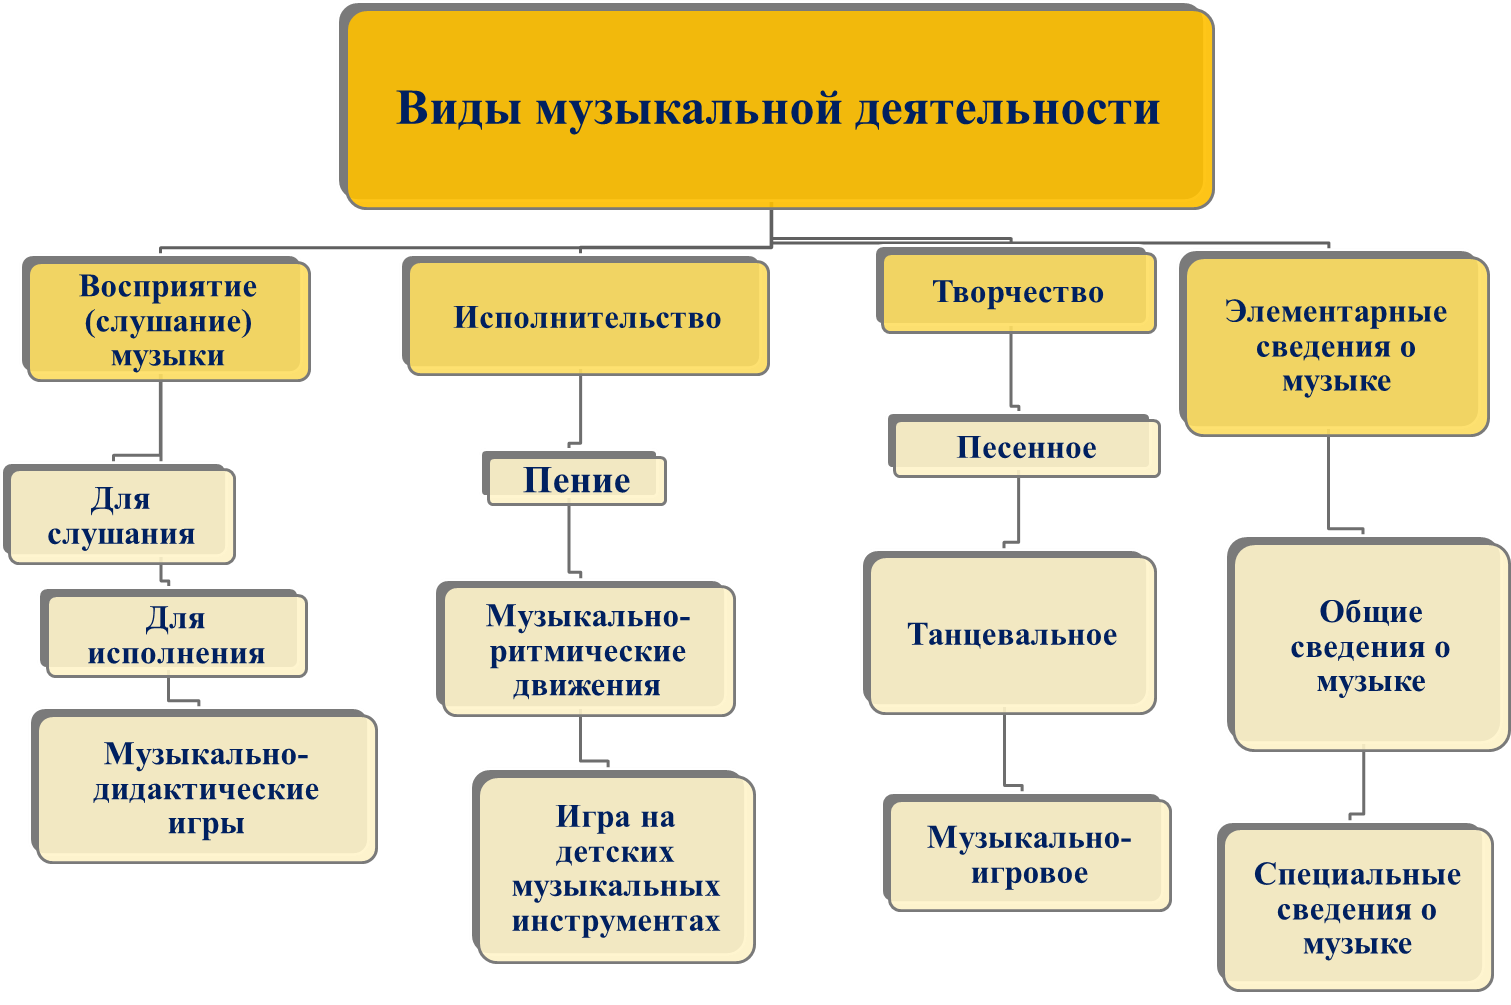 Виды музыкальной деятельности
Восприятие
(слушание)
музыки
Для
слушания
Для
исполнения
Музыкально-
дидактические
игры
Исполнительство
Пение
Музыкально-
ритмические
движения
Игра на
детских
музыкальных
инструментах
Творчество
Песенное
Танцевальное
Музыкально-
игровое
Элементарные
сведения о
музыке
Общие
сведения о
музыке
Специальные
сведения о
музыке